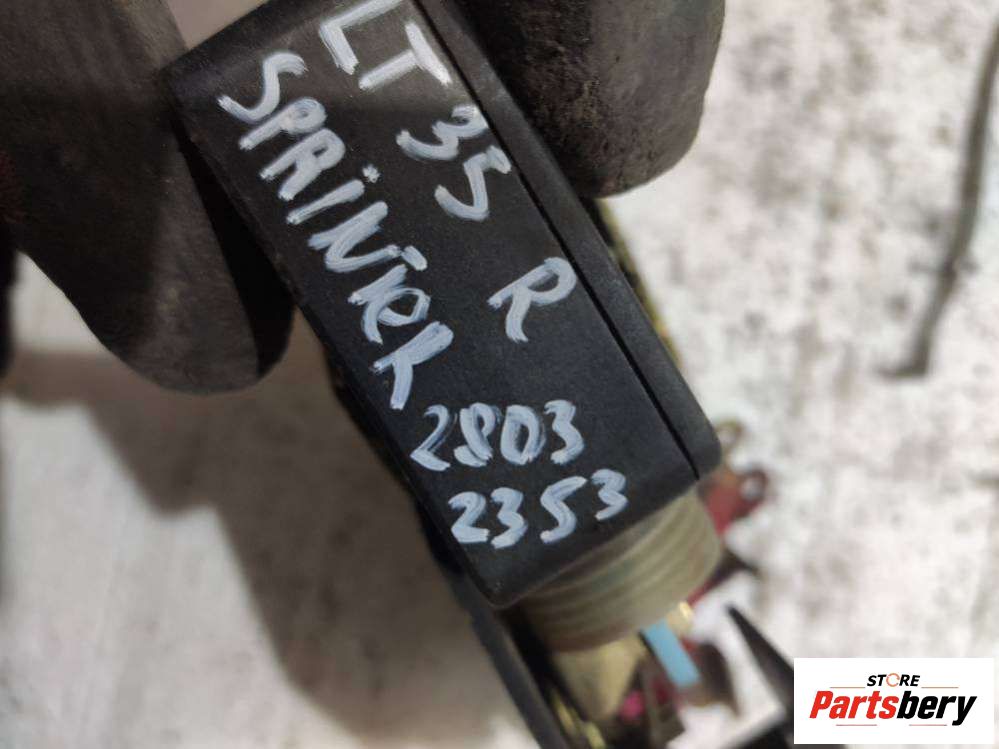 LT 35 R
SPRINTER
2803
2353
STORE
Partsbery